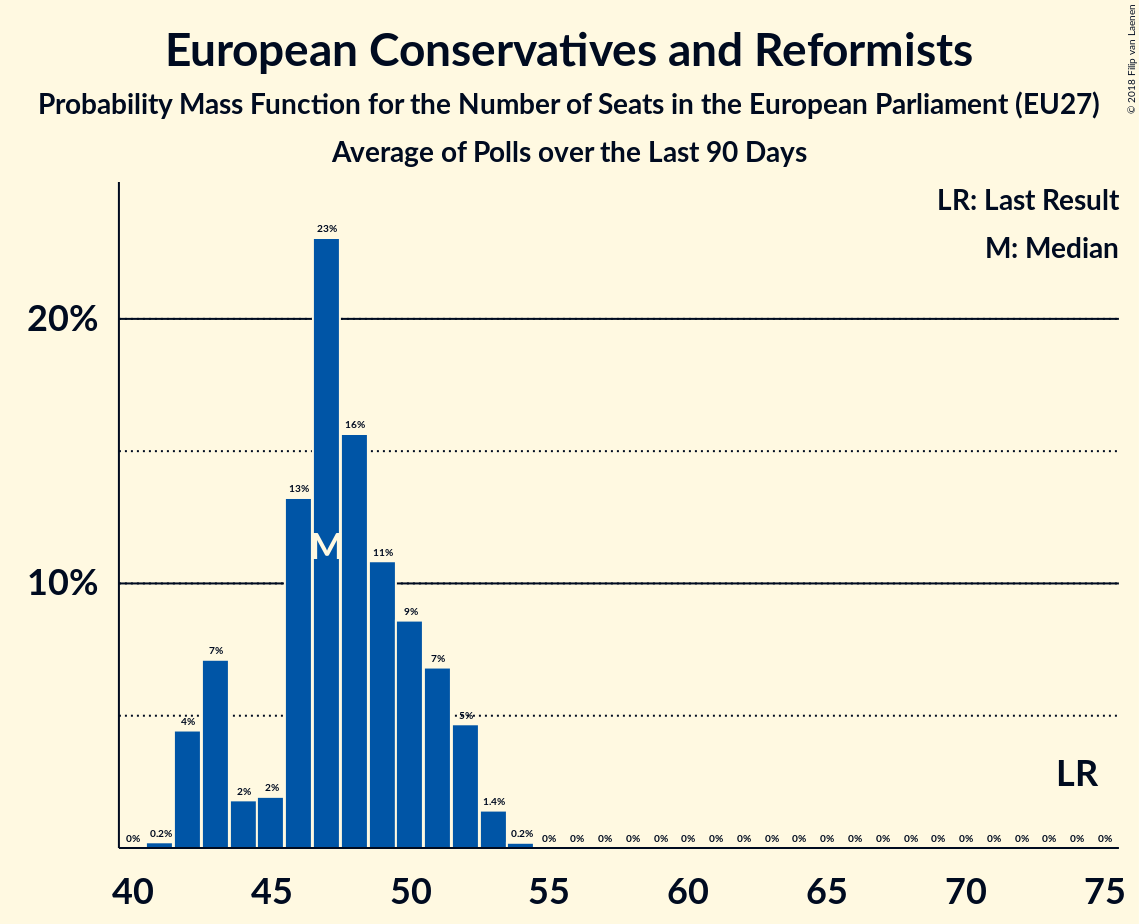 European Conservatives and Reformists
Probability Mass Function for the Number of Seats in the European Parliament (EU27)
Average of Polls over the Last 90 Days
© 2018 Filip van Laenen
LR: Last Result
M: Median
20%
10%
0% 0.2% 4% 7% 2% 2% 13% 23% 16% 11% 9% 7% 5% 1.4% 0.2% 0% 0% 0% 0% 0% 0% 0% 0% 0% 0% 0% 0% 0% 0% 0% 0% 0% 0% 0% 0% 0%
M
LR
40 45 50 55 60 65 70 75